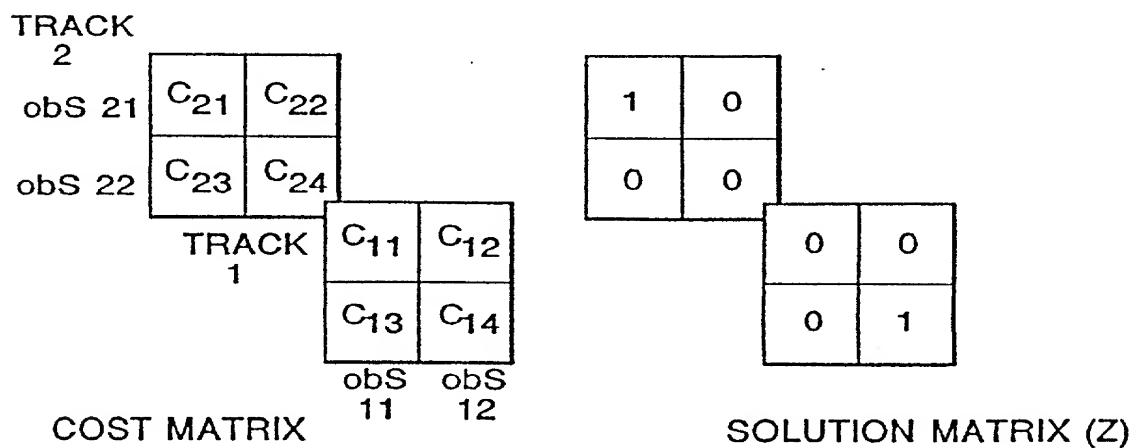 TRACK
2
obS 21
C21 C22
obS 22
C23 C24
TRACK
1
C11 C12
C13 C14
obS
11
obS
12
COST MATRIX
1 0
0 0
0 0
0 1
SOLUTION MATRIX (Z)